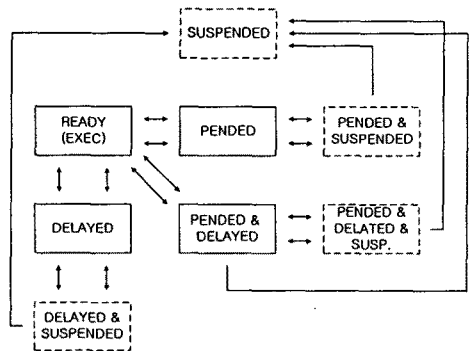 SUSPENDED
READY
(EXEC)
PENDED
PENDED &
SUSPENDED
DELAYED
PENDED &
DELAYED
PENDED &
DELATED &
SUSP.
DELAYED &
SUSPENDED